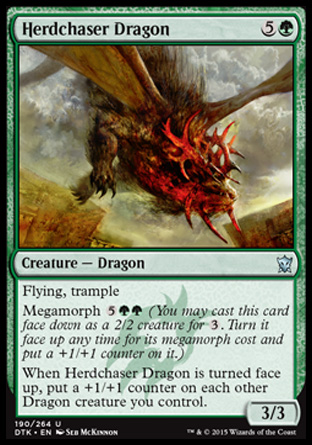 Herdchaser Dragon 5
Creature — Dragon
Flying, trample
Megamorph 5 (You may cast this card
face down as a 2/2 creature for 3. Turn it
face up any time for its megamorph cost and
put a +1/+1 counter on it.)
When Herdchaser Dragon is turned face
up, put a +1/+1 counter on each other
Dragon creature you control.
190/264 U
DTK • EN Seb McKinnon
3/3
™ & © 2015 Wizards of the Coast